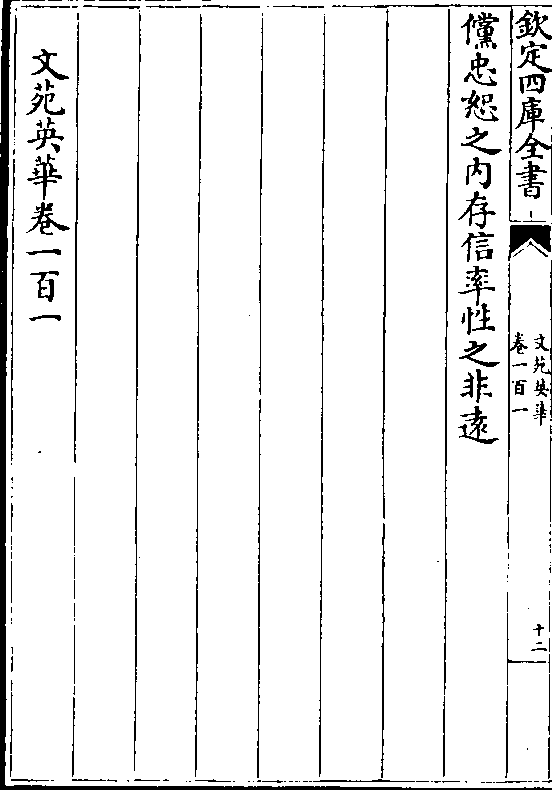 欽定四庫全書
文苑英華
卷一百一
十二
儻忠恕之内存信率性之非逺
文苑英華卷一百一